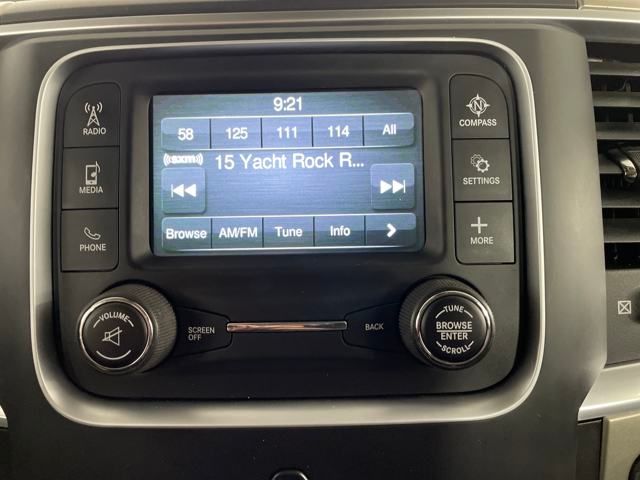 9:21
58 125 111 114 All
((sxm)) 15 Yacht Rock R...
Browse AM/FM Tune Info
RADIO
MEDIA
PHONE
N
COMPASS
SETTINGS
MORE
VOLUME
SCREEN
OFF
BACK
TUNE
BROWSE
ENTER
SCROLL